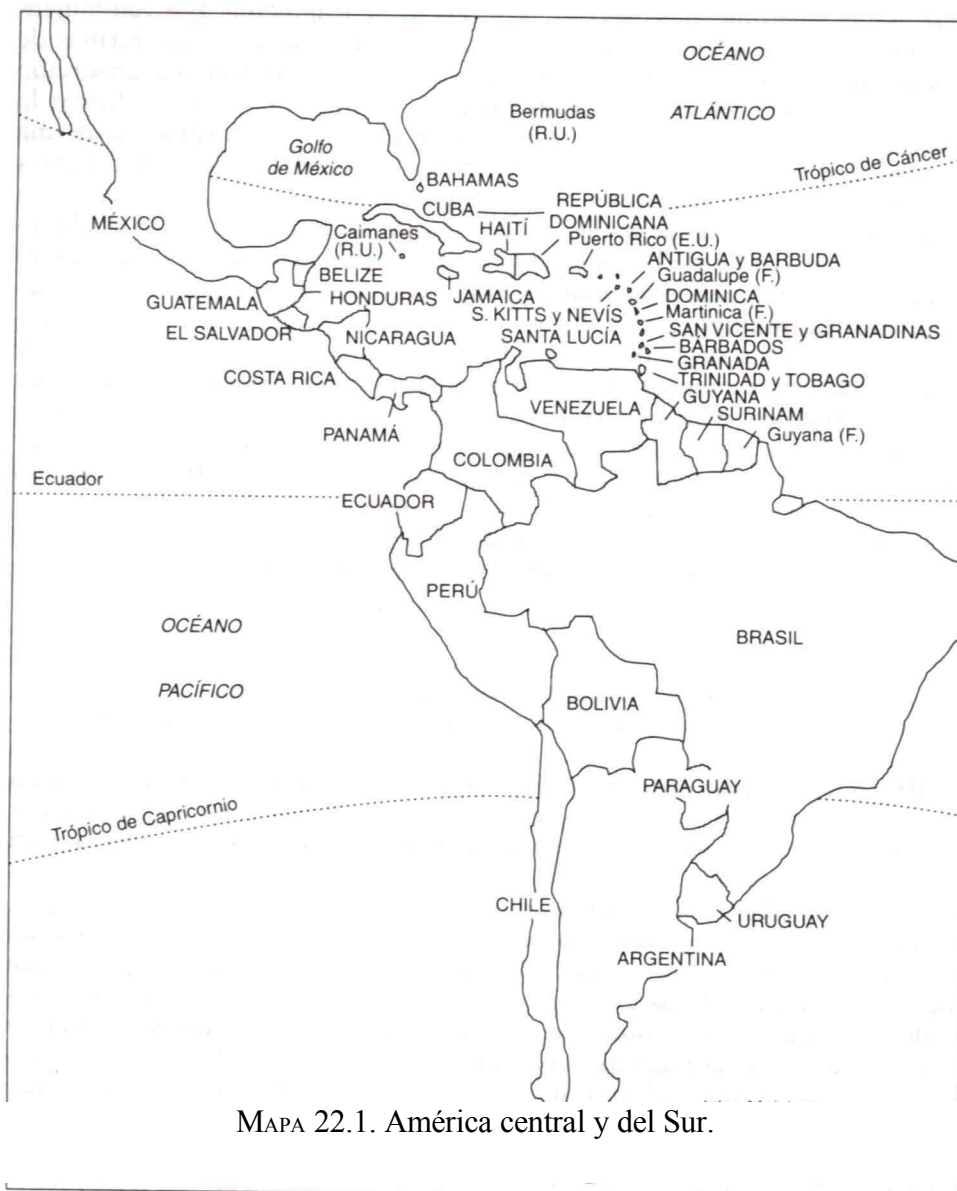 OCÉANO
ATLÁNTICO
Bermudas
(R.U.)
Golfo
de México
Trópico de Cáncer
BAHAMAS
MÉXICO
CUBA
REPÚBLICA
DOMINICANA
HAITÍ
Caimanes
(R.U.)
Puerto Rico (E.U.)
ANTIGUA y BARBUDA
Guadalupe (F.)
BELIZE
GUATEMALA
HONDURAS
JAMAICA
DOMINICA
S. KITTS y NEVÍS
Martinica (F.)
EL SALVADOR
NICARAGUA
SANTA LUCÍA
SAN VICENTE y GRANADINAS
BARBADOS
GRANADA
COSTA RICA
TRINIDAD y TOBAGO
GUYANA
VENEZUELA
SURINAM
PANAMÁ
Guyana (F.)
COLOMBIA
Ecuador
ECUADOR
PERÚ
OCÉANO
PACÍFICO
BRASIL
BOLIVIA
PARAGUAY
Trópico de Capricornio
CHILE
URUGUAY
ARGENTINA
MAPA 22.1. América central y del Sur.